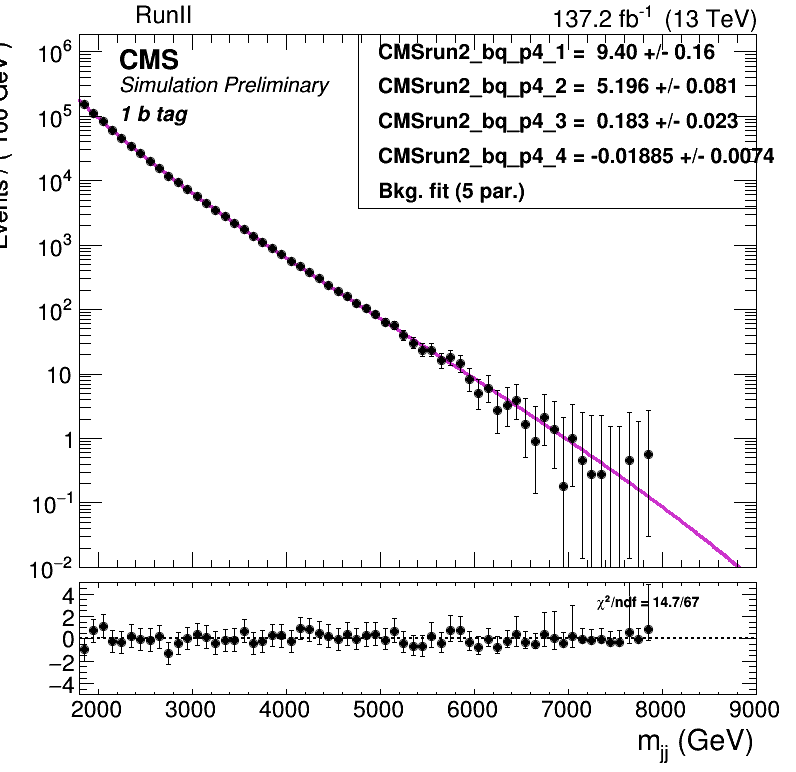 RunII 137.2 fb⁻¹ (13 TeV)
CMS
Simulation Preliminary
1 b tag
CMSrun2_bq_p4_1 = 9.40 +/- 0.16
CMSrun2_bq_p4_2 = 5.196 +/- 0.081
CMSrun2_bq_p4_3 = 0.183 +/- 0.023
CMSrun2_bq_p4_4 = -0.01885 +/- 0.0074
Bkg. fit (5 par.)
10⁶
10⁵
10⁴
10³
10²
10
1
10⁻¹
10⁻²
χ²/ndf = 14.7/67
4
2
0
−2
−4
2000 3000 4000 5000 6000 7000 8000 9000
m_jj (GeV)